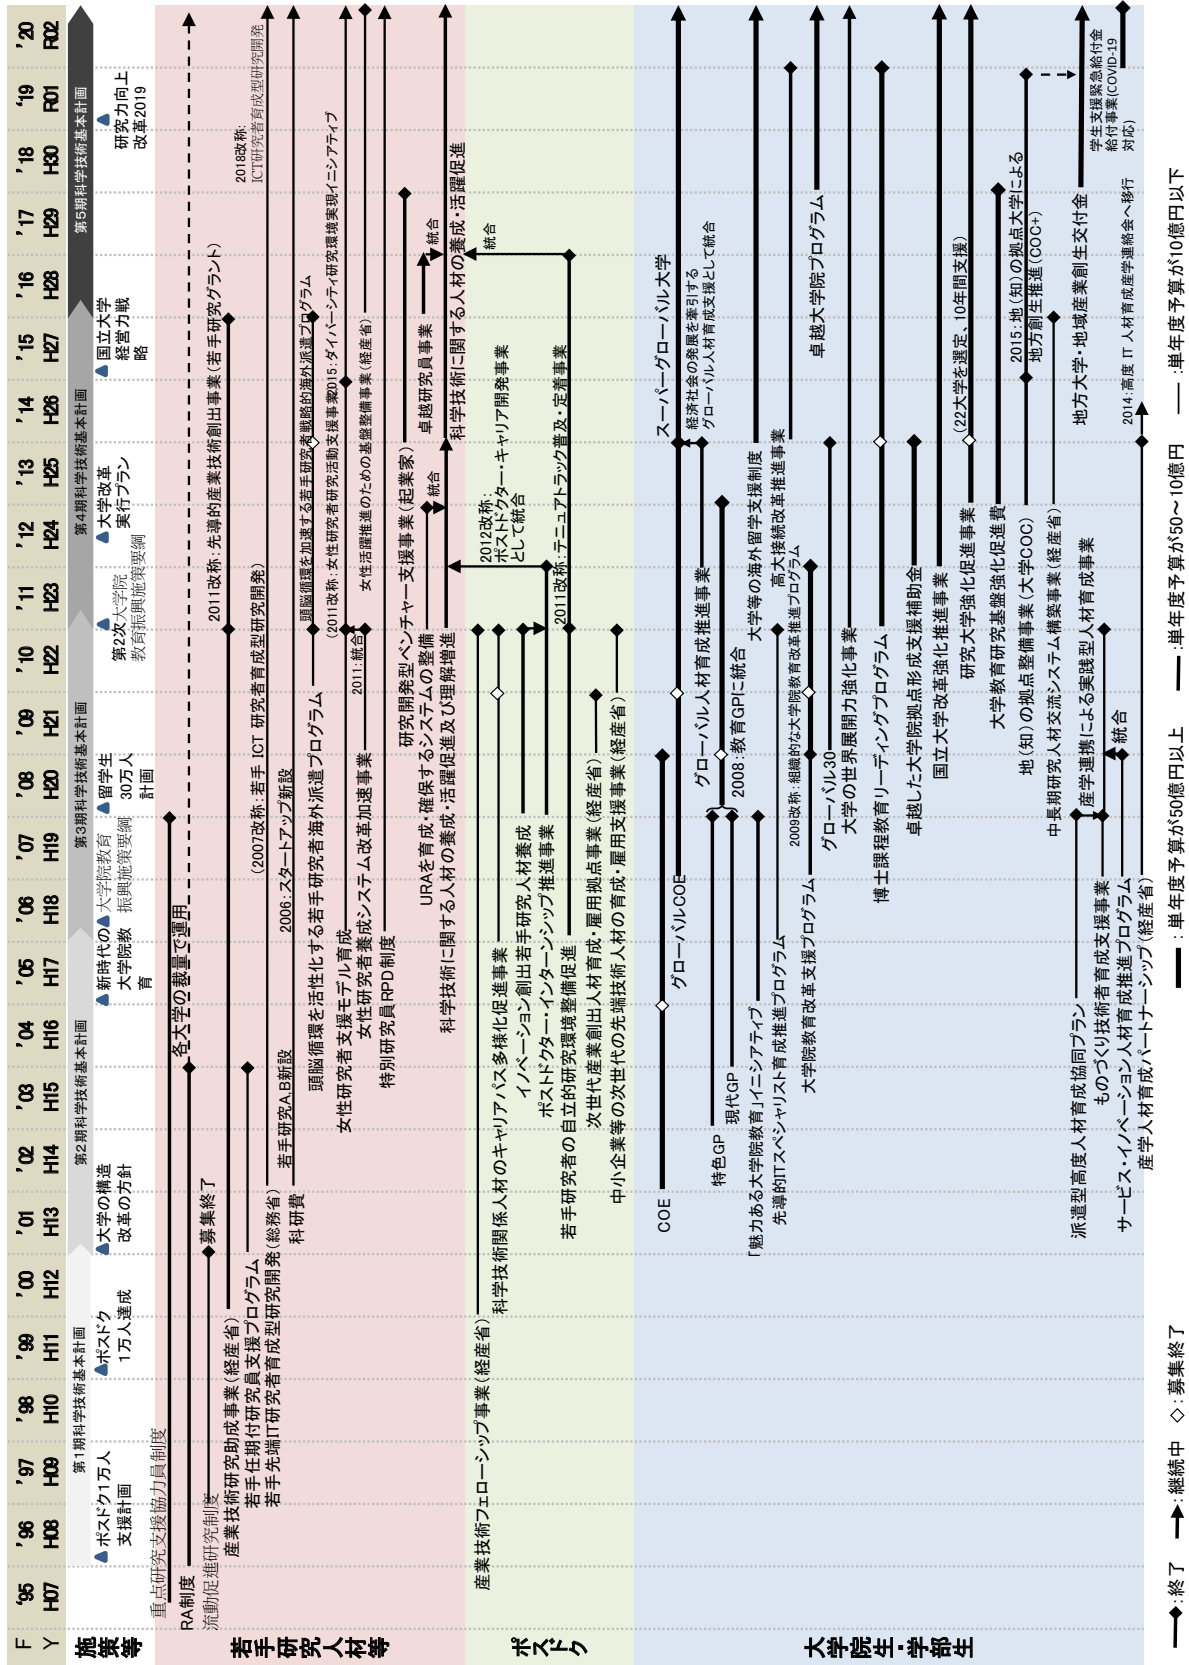 F
Y
'95
H07
'96
H08
'97
H09
'98
H10
'99
H11
'00
H12
'01
H13
'02
H14
'03
H15
'04
H16
'05
H17
'06
H18
'07
H19
'08
H20
'09
H21
'10
H22
'11
H23
'12
H24
'13
H25
'14
H26
'15
H27
'16
H28
'17
H29
'18
H30
'19
R01
'20
R02
第1期科学技術基本計画
第2期科学技術基本計画
第3期科学技術基本計画
第4期科学技術基本計画
第5期科学技術基本計画
施策等
ポスドク1万人
支援計画
ポスドク
1万人達成
大学の構造
改革の方針
新時代の
大学院教
育
大学院教育
振興施策要綱
留学生
30万人
計画
第2次大学院
教育振興施策要綱
大学改革
実行プラン
国立大学
経営力戦
略
研究力向上
改革2019
若手研究人材等
重点研究支援協力員制度
RA制度
各大学の裁量で運用
流動促進研究制度
募集終了
産業技術研究助成事業(経産省)
2011改称:先導的産業技術創出事業(若手研究グラント)
若手任期付研究員支援プログラム
若手先端IT研究者育成型研究開発(総務省)
(2007改称:若手 ICT 研究者育成型研究開発)
2018改称:
ICT研究者育成型研究開発
科研費
若手研究A,B新設
2006:スタートアップ新設
頭脳循環を活性化する若手研究者海外派遣プログラム
頭脳循環を加速する若手研究者戦略的海外派遣プログラム
女性研究者支援モデル育成
(2011改称:女性研究者研究活動支援事業)
2015:ダイバーシティ研究環境実現イニシアティブ
女性研究者養成システム改革加速事業
2011:統合
女性活躍推進のための基盤整備事業(経産省)
特別研究員RPD制度
研究開発型ベンチャー支援事業(起業家)
URAを育成・確保するシステムの整備
統合
卓越研究員事業
統合
科学技術に関する人材の養成・活躍促進及び理解増進
科学技術に関する人材の養成・活躍促進
ポスドク
産業技術フェローシップ事業(経産省)
科学技術関係人材のキャリアパス多様化促進事業
イノベーション創出若手研究人材養成
ポストドクター・インターンシップ推進事業
2012改称:
ポストドクター・キャリア開発事業
として統合
若手研究者の自立的研究環境整備促進
2011改称:テニュアトラック普及・定着事業
統合
次世代産業創出人材育成・雇用拠点事業(経産省)
中小企業等の次世代の先端技術人材の育成・雇用支援事業(経産省)
大学院生・学部生
COE
グローバルCOE
スーパーグローバル大学
経済社会の発展を牽引する
グローバル人材育成支援として統合
グローバル人材育成推進事業
特色GP
現代GP
2008:教育GPに統合
「魅力ある大学院教育」イニシアティブ
大学等の海外留学支援制度
先導的ITスペシャリスト育成推進プログラム
高大接続改革推進事業
大学院教育改革支援プログラム
2009改称:組織的な大学院教育改革推進プログラム
卓越大学院プログラム
グローバル30
大学の世界展開力強化事業
博士課程教育リーディングプログラム
卓越した大学院拠点形成支援補助金
国立大学改革強化推進事業
研究大学強化促進事業
(22大学を選定、10年間支援)
大学教育研究基盤強化促進費
地(知)の拠点整備事業(大学COC)
2015:地(知)の拠点大学による
地方創生推進(COC+)
中長期研究人材交流システム構築事業(経産省)
派遣型高度人材育成協同プラン
産学連携による実践型人材育成事業
地方大学・地域産業創生交付金
ものづくり技術者育成支援事業
サービス・イノベーション人材育成推進プログラム
統合
学生支援緊急給付金
給付事業(COVID-19
対応)
産学人材育成パートナーシップ(経産省)
2014:高度 IT 人材育成産学連絡会へ移行
:終了
:継続中
:募集終了
:単年度予算が50億円以上
:単年度予算が50~10億円
:単年度予算が10億円以下